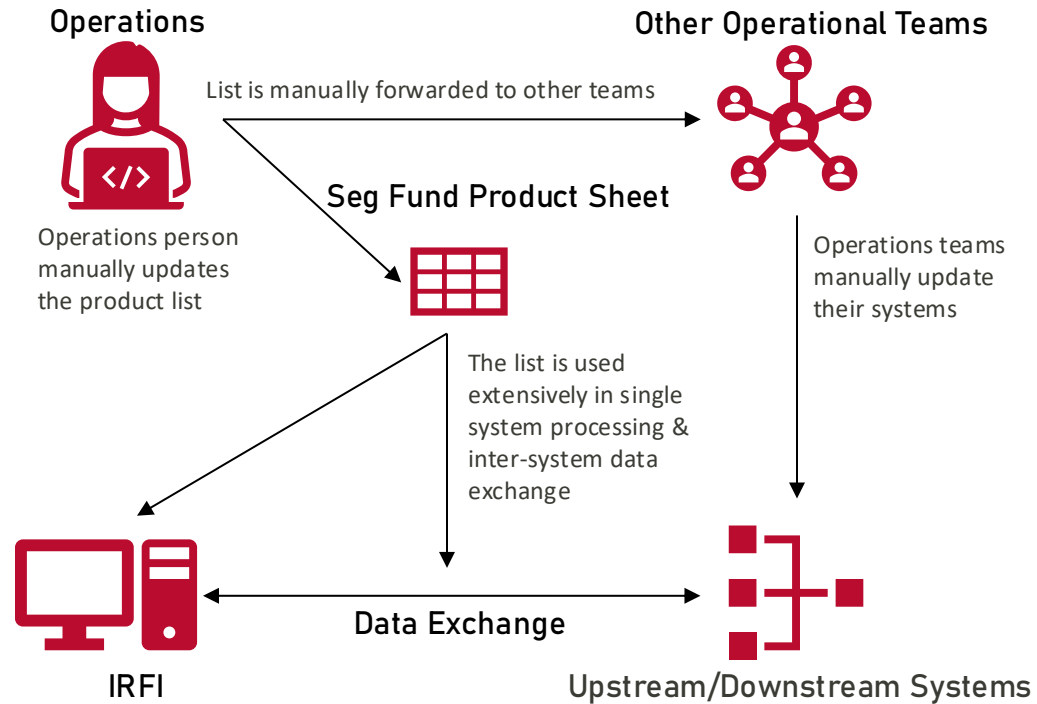 Operations
Other Operational Teams
List is manually forwarded to other teams
</>
Seg Fund Product Sheet
Operations person
manually updates
the product list
Operations teams
manually update
their systems
The list is used
extensively in single
system processing &
inter-system data
exchange
Data Exchange
IRFI
Upstream/Downstream Systems